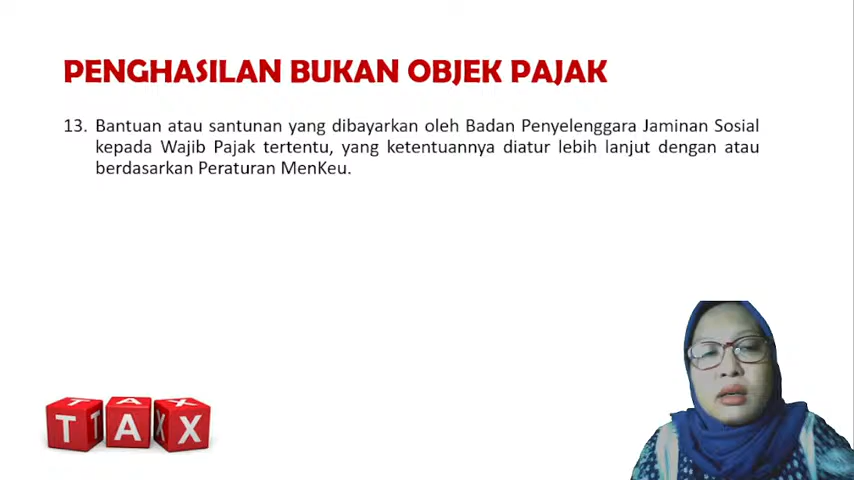 PENGHASILAN BUKAN OBJEK PAJAK
13. Bantuan atau santunan yang dibayarkan oleh Badan Penyelenggara Jaminan Sosial
kepada Wajib Pajak tertentu, yang ketentuannya diatur lebih lanjut dengan atau
berdasarkan Peraturan MenKeu.
TAX